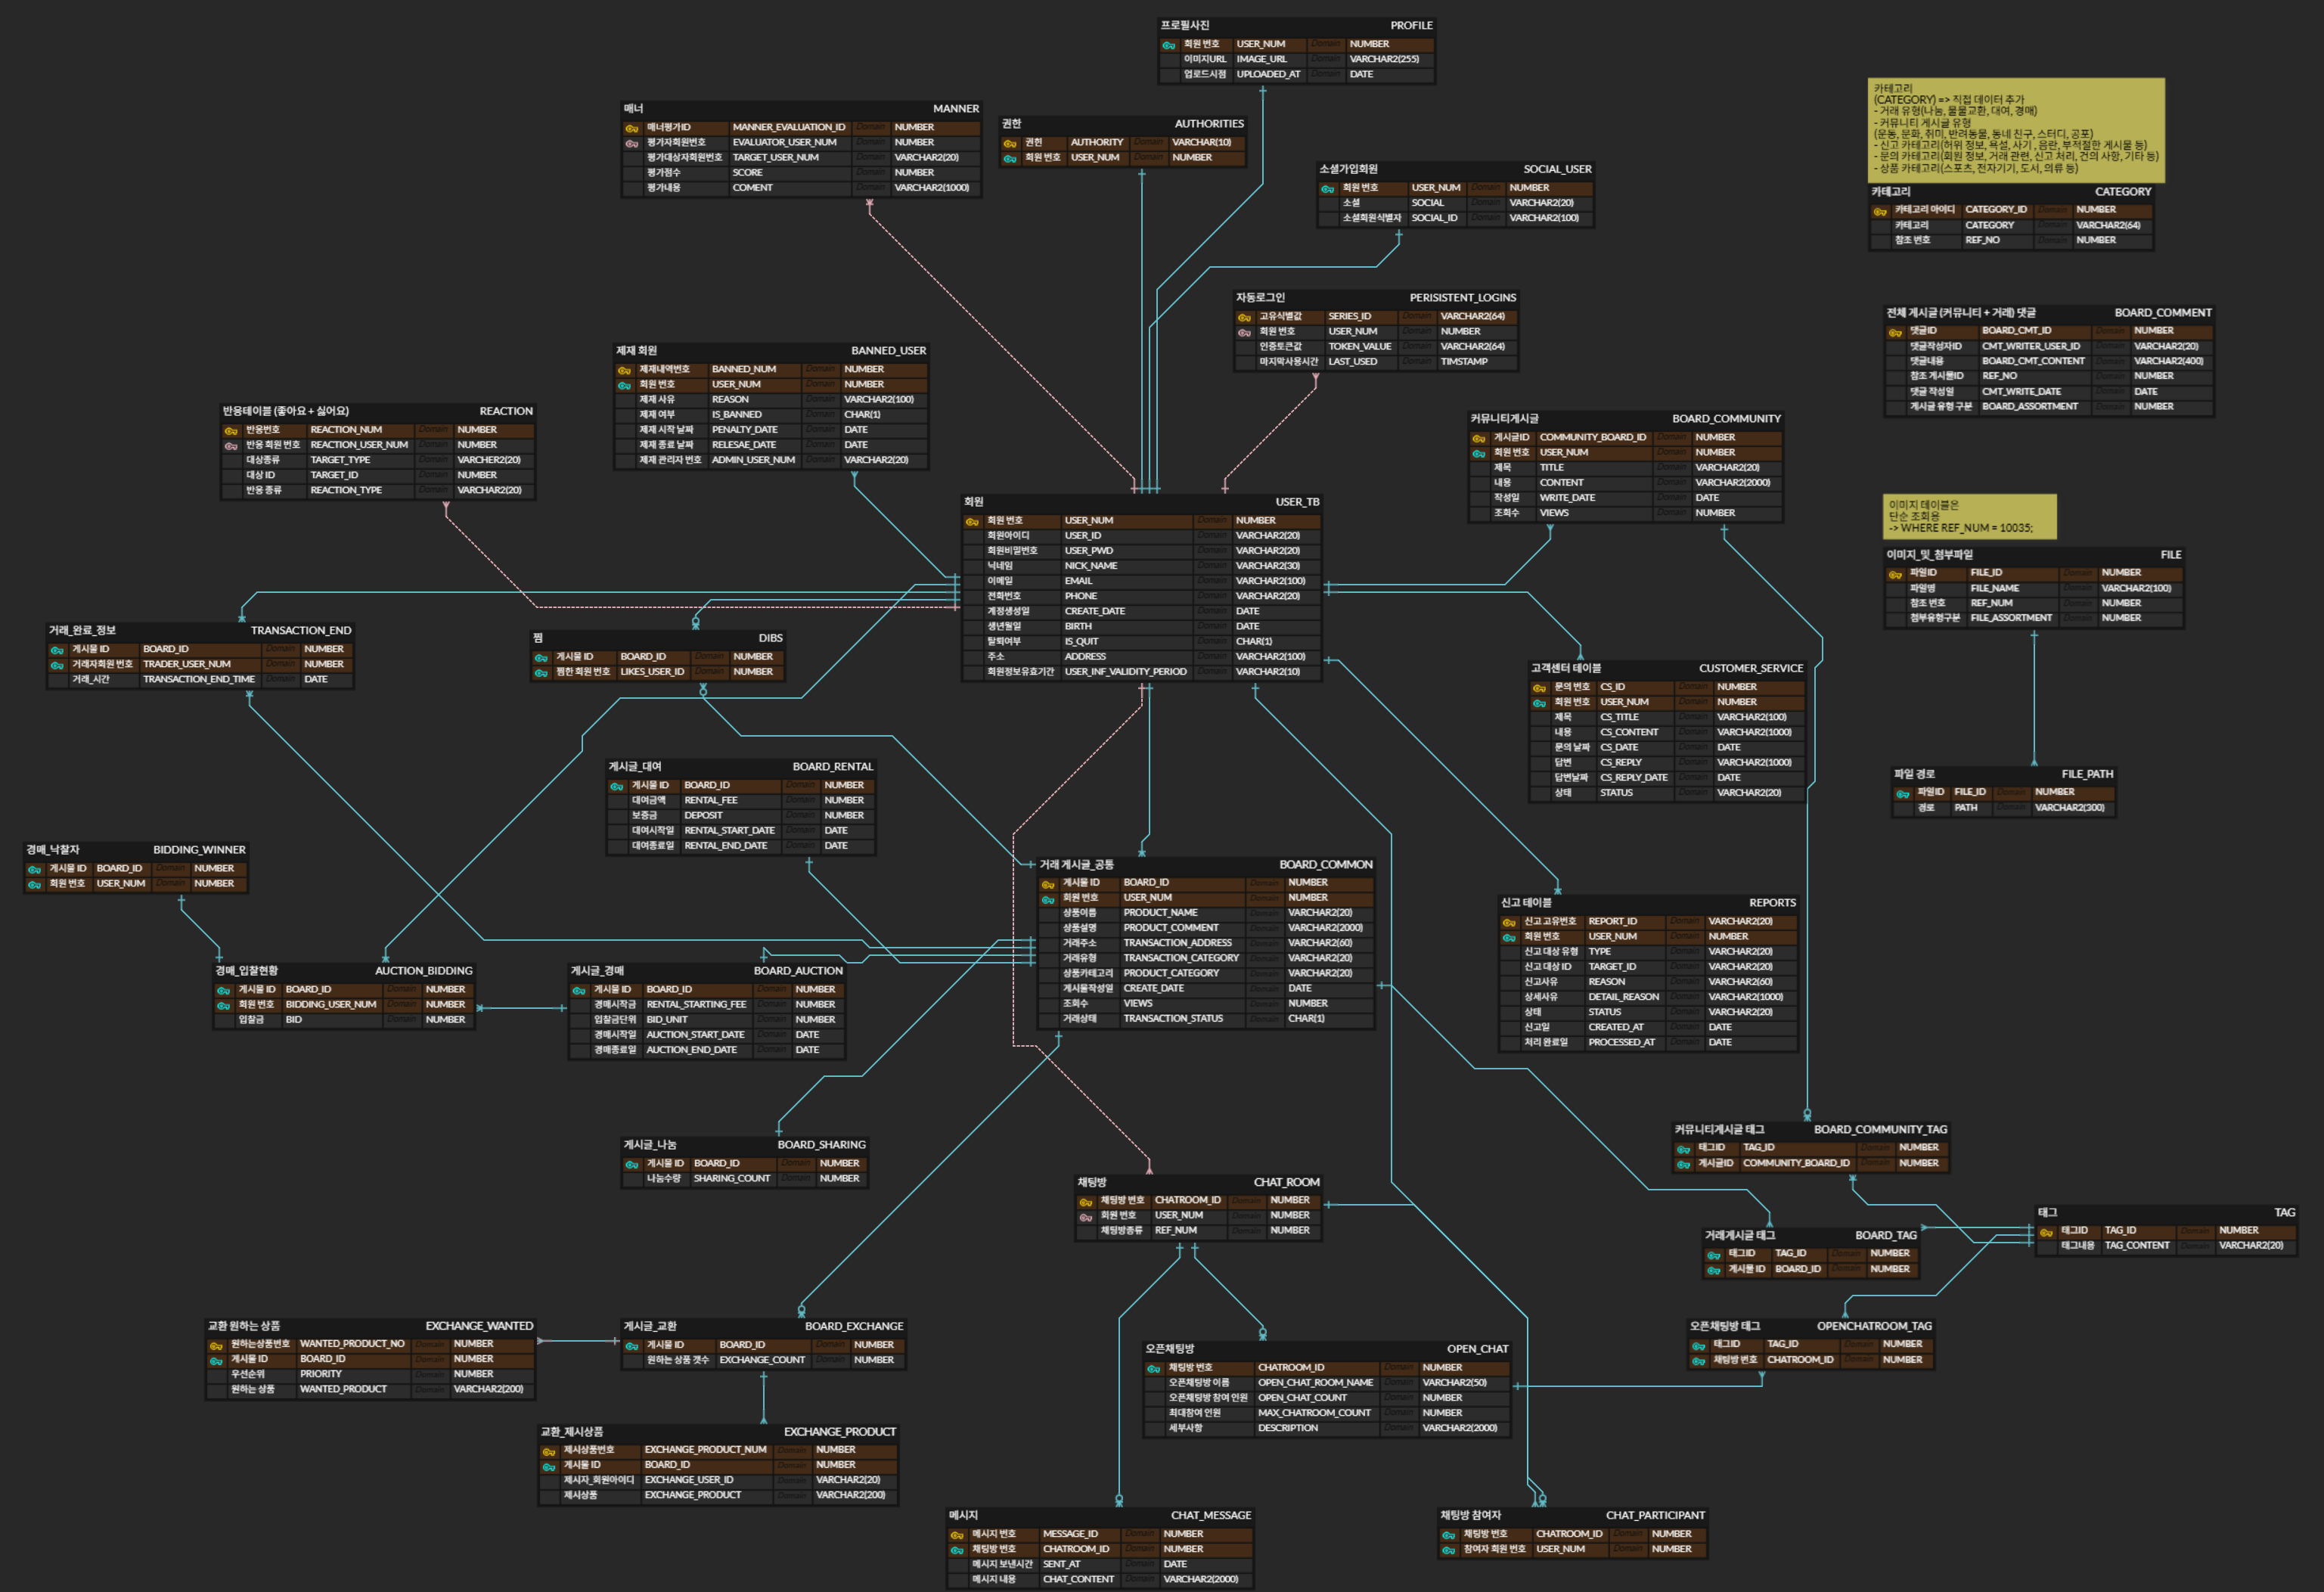 프로필사진 PROFILE
회원 번호 USER_NUM Domain NUMBER
이미지URL IMAGE_URL Domain VARCHAR2(255)
업로드시점 UPLOADED_AT Domain DATE
카테고리
(CATEGORY) => 직접 데이터 추가
- 거래 유형(나눔, 물물교환, 대여, 경매)
- 커뮤니티 게시글 유형
(운동, 문화, 취미, 반려동물, 동네 친구, 스터디, 공포)
- 신고 카테고리(허위 정보, 욕설, 사기 , 음란, 부적절한 게시물 등)
- 문의 카테고리(회원 정보, 거래 관련, 신고 처리, 건의 사항, 기타 등)
- 상품 카테고리(스포츠, 전자기기, 도서, 의류 등)
카테고리 CATEGORY
카테고리 아이디 CATEGORY_ID Domain NUMBER
카테고리 CATEGORY Domain VARCHAR2(64)
참조 번호 REF_NO Domain NUMBER
매너 MANNER
매너평가ID MANNER_EVALUATION_ID Domain NUMBER
평가자회원번호 EVALUATOR_USER_NUM Domain NUMBER
평가대상자회원번호 TARGET_USER_NUM Domain VARCHAR2(20)
평가점수 SCORE Domain NUMBER
평가내용 COMENT Domain VARCHAR2(1000)
권한 AUTHORITIES
권한 AUTHORITY Domain VARCHAR(10)
회원 번호 USER_NUM Domain NUMBER
소셜가입회원 SOCIAL_USER
회원 번호 USER_NUM Domain NUMBER
소셜 SOCIAL Domain VARCHAR2(20)
소셜회원식별자 SOCIAL_ID Domain VARCHAR2(100)
자동로그인 PERISISTENT_LOGINS
고유식별값 SERIES_ID Domain VARCHAR2(64)
회원 번호 USER_NUM Domain NUMBER
인증토큰값 TOKEN_VALUE Domain VARCHAR2(64)
마지막사용시간 LAST_USED Domain TIMSTAMP
전체 게시글 (커뮤니티 + 거래) 댓글 BOARD_COMMENT
댓글ID BOARD_CMT_ID Domain NUMBER
댓글작성자ID CMT_WRITER_USER_ID Domain VARCHAR2(20)
댓글내용 BOARD_CMT_CONTENT Domain VARCHAR2(400)
참조 게시물ID REF_NO Domain NUMBER
댓글 작성일 CMT_WRITE_DATE Domain DATE
게시글 유형 구분 BOARD_ASSORTMENT Domain NUMBER
제재 회원 BANNED_USER
제재내역번호 BANNED_NUM Domain NUMBER
회원 번호 USER_NUM Domain NUMBER
제재 사유 REASON Domain VARCHAR2(100)
제재 여부 IS_BANNED Domain CHAR(1)
제재 시작 날짜 PENALTY_DATE Domain DATE
제재 종료 날짜 RELESAE_DATE Domain DATE
제재 관리자 번호 ADMIN_USER_NUM Domain VARCHAR2(20)
반응테이블 (좋아요 + 싫어요) REACTION
반응번호 REACTION_NUM Domain NUMBER
반응 회원 번호 REACTION_USER_NUM Domain NUMBER
대상종류 TARGET_TYPE Domain VARCHER2(20)
대상 ID TARGET_ID Domain NUMBER
반응 종류 REACTION_TYPE Domain VARCHAR2(20)
커뮤니티게시글 BOARD_COMMUNITY
게시글ID COMMUNITY_BOARD_ID Domain NUMBER
회원 번호 USER_NUM Domain NUMBER
제목 TITLE Domain VARCHAR2(20)
내용 CONTENT Domain VARCHAR2(2000)
작성일 WRITE_DATE Domain DATE
조회수 VIEWS Domain NUMBER
회원 USER_TB
회원 번호 USER_NUM Domain NUMBER
회원아이디 USER_ID Domain VARCHAR2(20)
회원비밀번호 USER_PWD Domain VARCHAR2(20)
닉네임 NICK_NAME Domain VARCHAR2(30)
이메일 EMAIL Domain VARCHAR2(100)
전화번호 PHONE Domain VARCHAR2(20)
계정생성일 CREATE_DATE Domain DATE
생년월일 BIRTH Domain DATE
탈퇴여부 IS_QUIT Domain CHAR(1)
주소 ADDRESS Domain VARCHAR2(100)
회원정보유효기간 USER_INF_VALIDITY_PERIOD Domain VARCHAR2(10)
이미지 테이블은
단순 조회용
-> WHERE REF_NUM = 10035;
이미지_및_첨부파일 FILE
파일ID FILE_ID Domain NUMBER
파일명 FILE_NAME Domain VARCHAR2(100)
참조 번호 REF_NUM Domain NUMBER
첨부유형구분 FILE_ASSORTMENT Domain NUMBER
거래_완료_정보 TRANSACTION_END
게시물 ID BOARD_ID Domain NUMBER
거래자회원 번호 TRADER_USER_NUM Domain NUMBER
거래_시간 TRANSACTION_END_TIME Domain DATE
찜 DIBS
게시물 ID BOARD_ID Domain NUMBER
찜한 회원 번호 LIKES_USER_ID Domain NUMBER
고객센터 테이블 CUSTOMER_SERVICE
문의 번호 CS_ID Domain NUMBER
회원 번호 USER_NUM Domain NUMBER
제목 CS_TITLE Domain VARCHAR2(100)
내용 CS_CONTENT Domain VARCHAR2(1000)
문의 날짜 CS_DATE Domain DATE
답변 CS_REPLY Domain VARCHAR2(1000)
답변날짜 CS_REPLY_DATE Domain DATE
상태 STATUS Domain VARCHAR2(20)
파일 경로 FILE_PATH
파일ID FILE_ID Domain NUMBER
경로 PATH Domain VARCHAR2(300)
게시글_대여 BOARD_RENTAL
게시물 ID BOARD_ID Domain NUMBER
대여금액 RENTAL_FEE Domain NUMBER
보증금 DEPOSIT Domain NUMBER
대여시작일 RENTAL_START_DATE Domain DATE
대여종료일 RENTAL_END_DATE Domain DATE
경매_낙찰자 BIDDING_WINNER
게시물 ID BOARD_ID Domain NUMBER
회원 번호 USER_NUM Domain NUMBER
거래 게시글_공통 BOARD_COMMON
게시물 ID BOARD_ID Domain NUMBER
회원 번호 USER_NUM Domain NUMBER
상품이름 PRODUCT_NAME Domain VARCHAR2(20)
상품설명 PRODUCT_COMMENT Domain VARCHAR2(2000)
거래주소 TRANSACTION_ADDRESS Domain VARCHAR2(60)
거래유형 TRANSACTION_CATEGORY Domain VARCHAR2(20)
상품카테고리 PRODUCT_CATEGORY Domain VARCHAR2(20)
게시물작성일 CREATE_DATE Domain DATE
조회수 VIEWS Domain NUMBER
거래상태 TRANSACTION_STATUS Domain CHAR(1)
신고 테이블 REPORTS
신고 고유번호 REPORT_ID Domain VARCHAR2(20)
회원 번호 USER_NUM Domain NUMBER
신고 대상 유형 TYPE Domain VARCHAR2(20)
신고 대상 ID TARGET_ID Domain VARCHAR2(20)
신고사유 REASON Domain VARCHAR2(60)
상세사유 DETAIL_REASON Domain VARCHAR2(1000)
상태 STATUS Domain VARCHAR2(20)
신고일 CREATED_AT Domain DATE
처리 완료일 PROCESSED_AT Domain DATE
경매_입찰현황 AUCTION_BIDDING
게시물 ID BOARD_ID Domain NUMBER
회원 번호 BIDDING_USER_NUM Domain NUMBER
입찰금 BID Domain NUMBER
게시글_경매 BOARD_AUCTION
게시물 ID BOARD_ID Domain NUMBER
경매시작금 RENTAL_STARTING_FEE Domain NUMBER
입찰금단위 BID_UNIT Domain NUMBER
경매시작일 AUCTION_START_DATE Domain DATE
경매종료일 AUCTION_END_DATE Domain DATE
게시글_나눔 BOARD_SHARING
게시물 ID BOARD_ID Domain NUMBER
나눔수량 SHARING_COUNT Domain NUMBER
커뮤니티게시글 태그 BOARD_COMMUNITY_TAG
태그ID TAG_ID Domain NUMBER
게시글ID COMMUNITY_BOARD_ID Domain NUMBER
채팅방 CHAT_ROOM
채팅방 번호 CHATROOM_ID Domain NUMBER
회원 번호 USER_NUM Domain NUMBER
채팅방종류 REF_NUM Domain NUMBER
태그 TAG
태그ID TAG_ID Domain NUMBER
태그내용 TAG_CONTENT Domain VARCHAR2(20)
거래게시글 태그 BOARD_TAG
태그ID TAG_ID Domain NUMBER
게시물 ID BOARD_ID Domain NUMBER
교환 원하는 상품 EXCHANGE_WANTED
원하는상품번호 WANTED_PRODUCT_NO Domain NUMBER
게시물 ID BOARD_ID Domain NUMBER
우선순위 PRIORITY Domain NUMBER
원하는 상품 WANTED_PRODUCT Domain VARCHAR2(200)
게시글_교환 BOARD_EXCHANGE
게시물 ID BOARD_ID Domain NUMBER
원하는 상품 갯수 EXCHANGE_COUNT Domain NUMBER
오픈채팅방 태그 OPENCHATROOM_TAG
태그ID TAG_ID Domain NUMBER
채팅방 번호 CHATROOM_ID Domain NUMBER
오픈채팅방 OPEN_CHAT
채팅방 번호 CHATROOM_ID Domain NUMBER
오픈채팅방 이름 OPEN_CHAT_ROOM_NAME Domain VARCHAR2(50)
오픈채팅방 참여 인원 OPEN_CHAT_COUNT Domain NUMBER
최대참여 인원 MAX_CHATROOM_COUNT Domain NUMBER
세부사항 DESCRIPTION Domain VARCHAR2(2000)
교환_제시상품 EXCHANGE_PRODUCT
제시상품번호 EXCHANGE_PRODUCT_NUM Domain NUMBER
게시물 ID BOARD_ID Domain NUMBER
제시자_회원아이디 EXCHANGE_USER_ID Domain VARCHAR2(20)
제시상품 EXCHANGE_PRODUCT Domain VARCHAR2(200)
메시지 CHAT_MESSAGE
메시지 번호 MESSAGE_ID Domain NUMBER
채팅방 번호 CHATROOM_ID Domain NUMBER
메시지 보낸시간 SENT_AT Domain DATE
메시지 내용 CHAT_CONTENT Domain VARCHAR2(2000)
채팅방 참여자 CHAT_PARTICIPANT
채팅방 번호 CHATROOM_ID Domain NUMBER
참여자 회원 번호 USER_NUM Domain NUMBER